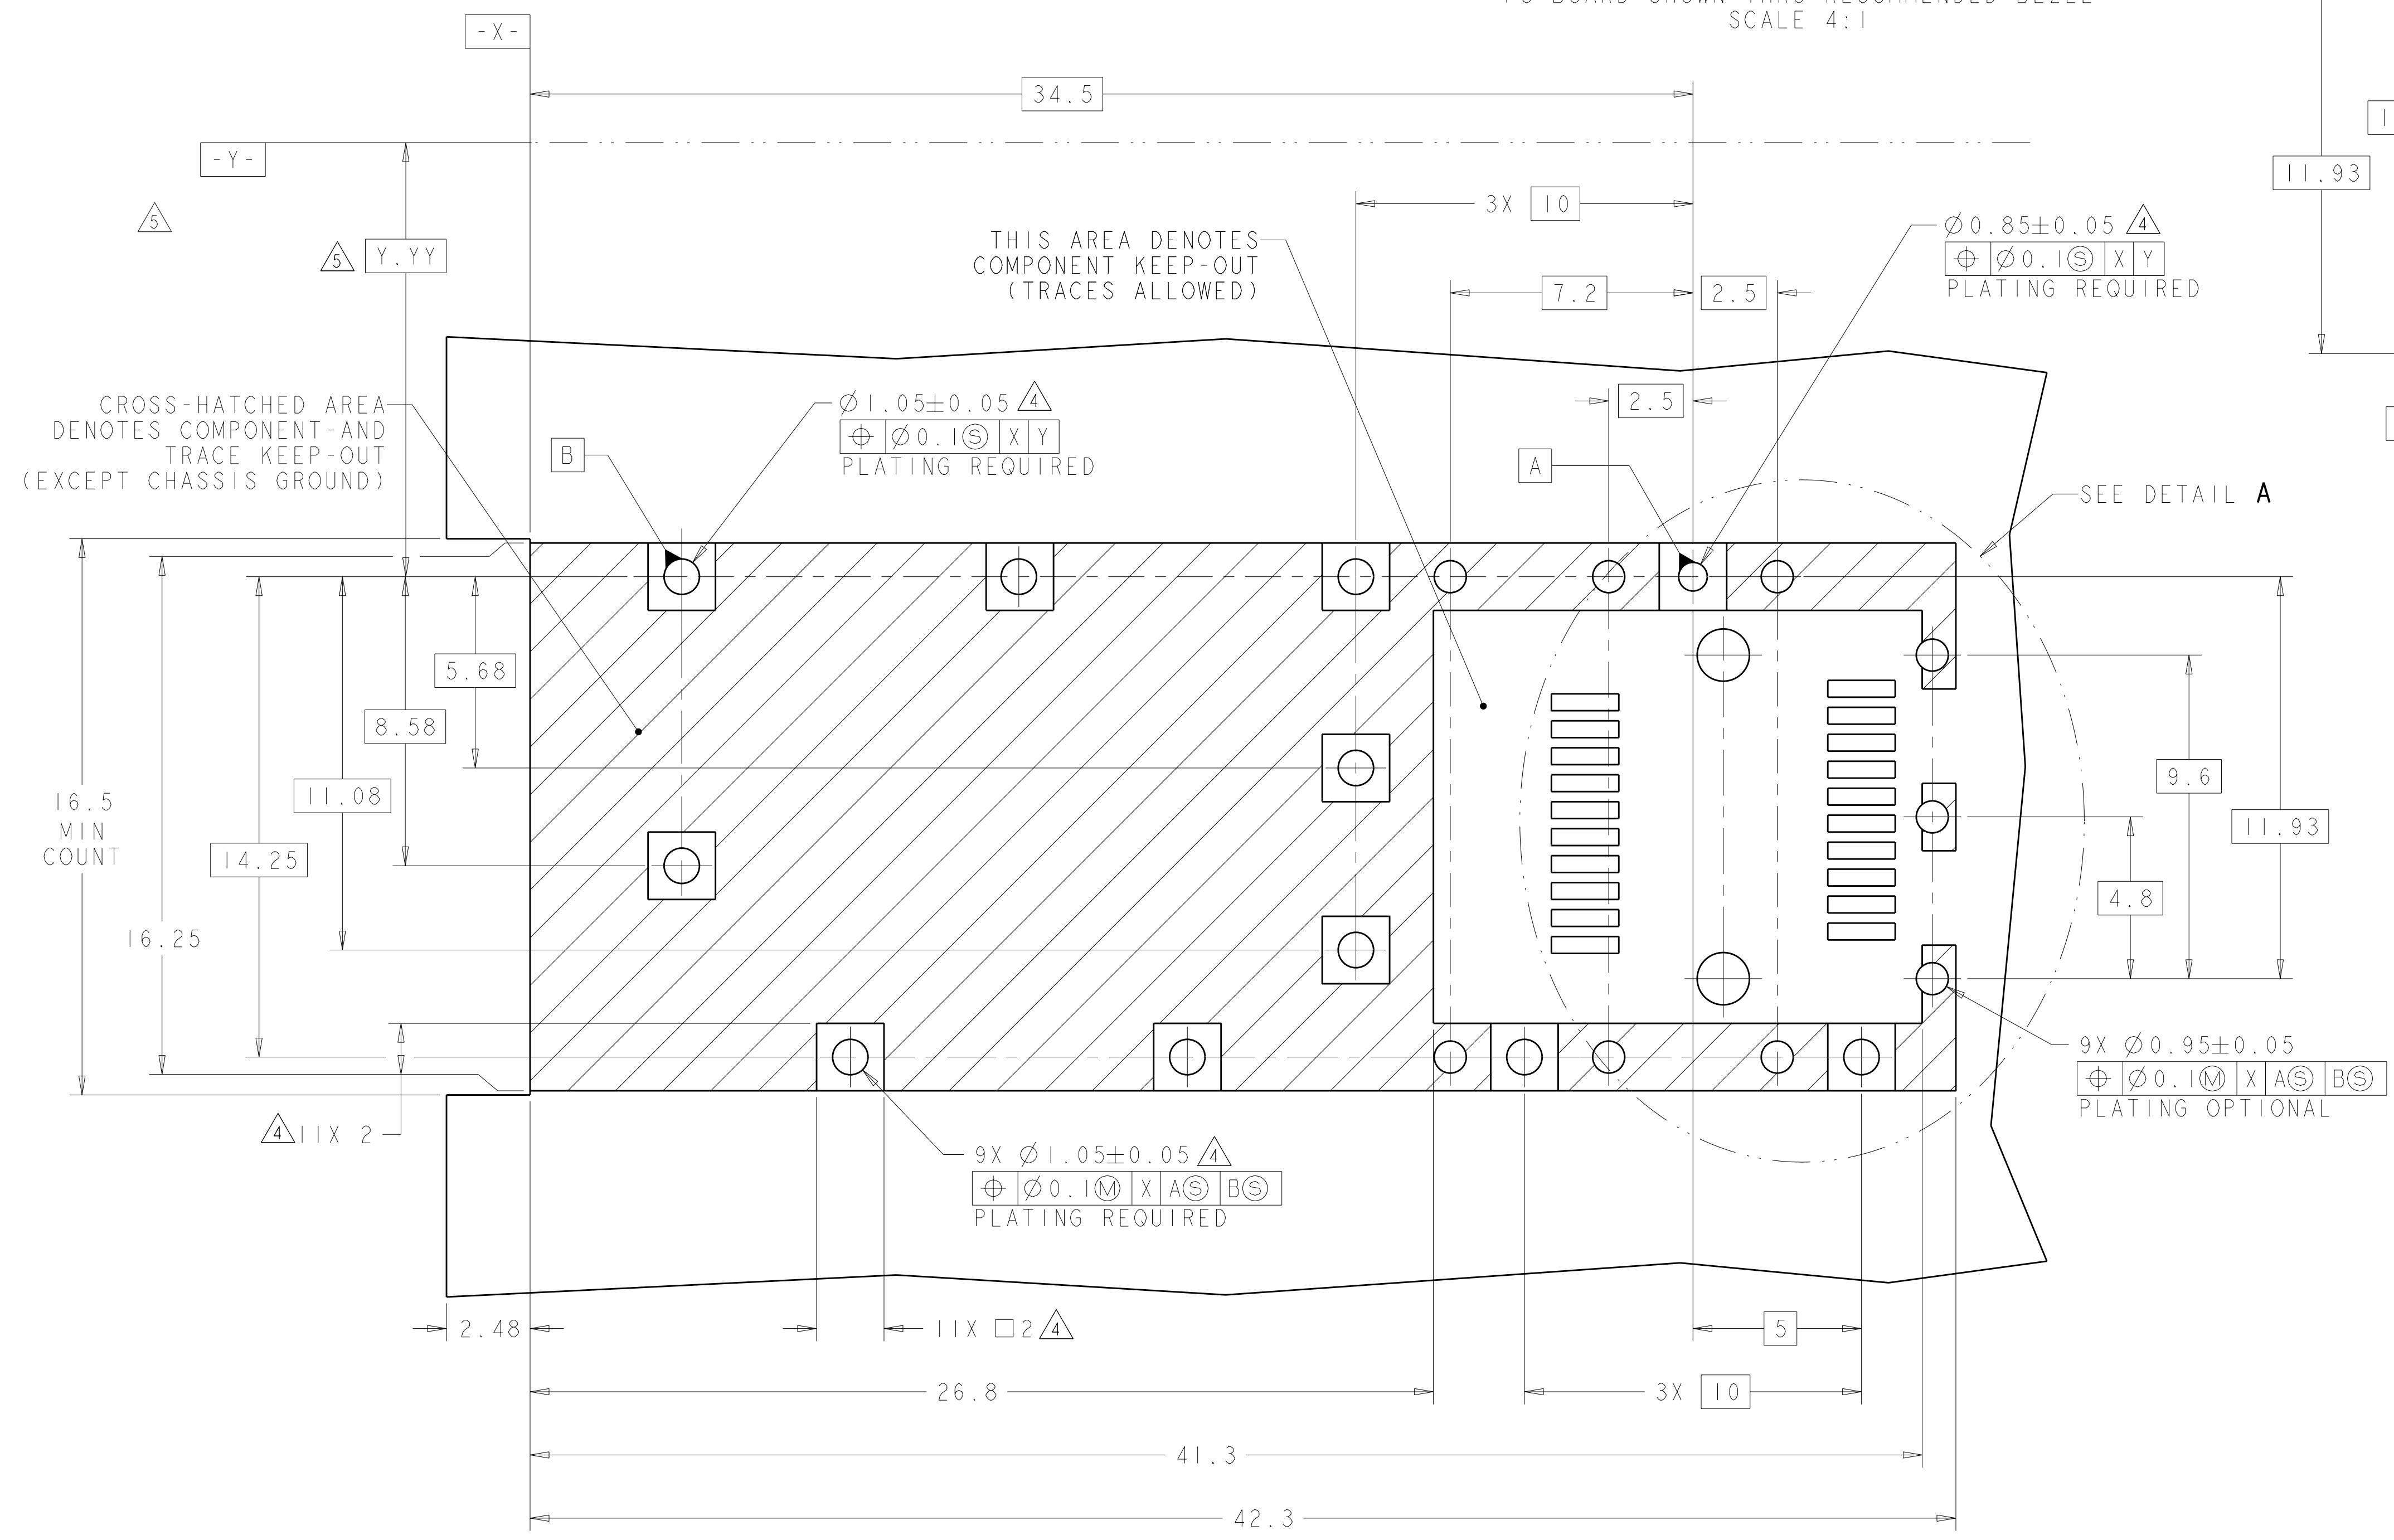 SCALE 4:1
-X-
34.5
-Y-
11.93
5
5
Y.YY
3X 10
THIS AREA DENOTES
COMPONENT KEEP-OUT
(TRACES ALLOWED)
Ø0.85±0.05 4
⌖ Ø0.1Ⓢ X Y
PLATING REQUIRED
7.2
2.5
2.5
CROSS-HATCHED AREA
DENOTES COMPONENT-AND
TRACE KEEP-OUT
(EXCEPT CHASSIS GROUND)
B
Ø1.05±0.05 4
⌖ Ø0.1Ⓢ X Y
PLATING REQUIRED
A
SEE DETAIL A
5.68
8.58
11.08
14.25
16.25
16.5
MIN
COUNT
9.6
11.93
4.8
4 11X 2
9X Ø1.05±0.05 4
⌖ Ø0.1Ⓜ X AⓈ BⓈ
PLATING REQUIRED
9X Ø0.95±0.05
⌖ Ø0.1Ⓜ X AⓈ BⓈ
PLATING OPTIONAL
2.48
11X □2 4
5
26.8
3X 10
41.3
42.3